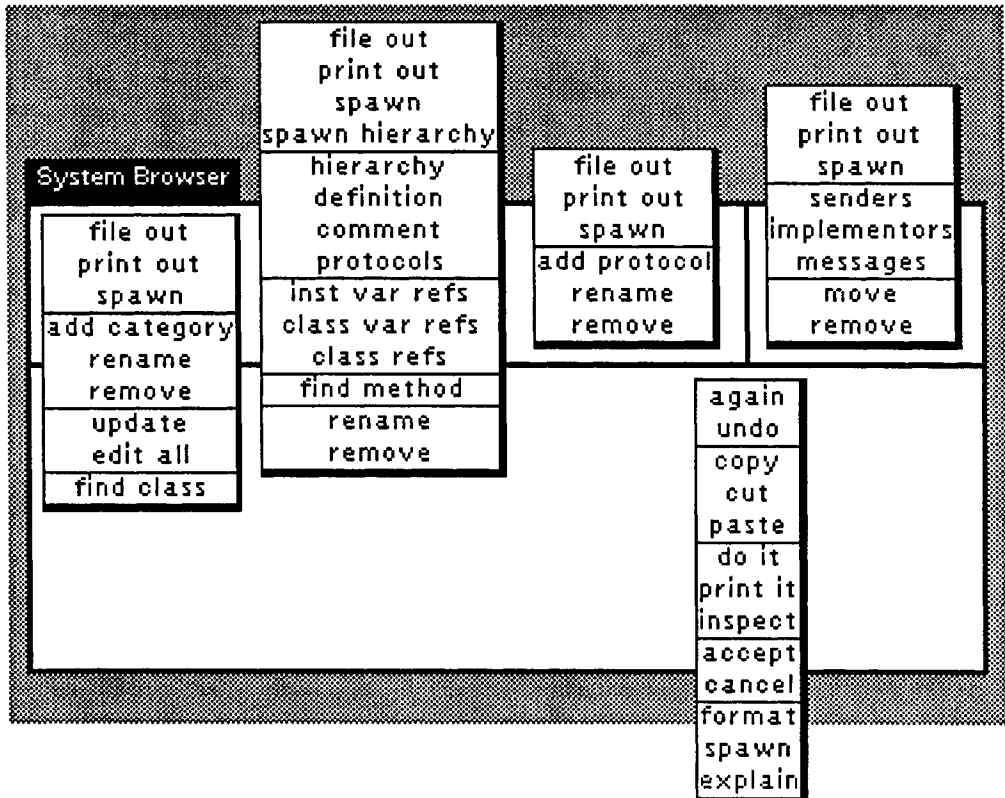 System Browser
file out
print out
spawn
add category
rename
remove
update
edit all
find class
file out
print out
spawn
spawn hierarchy
hierarchy
definition
comment
protocols
inst var refs
class var refs
class refs
find method
rename
remove
file out
print out
spawn
add protocol
rename
remove
file out
print out
spawn
senders
implementors
messages
move
remove
again
undo
copy
cut
paste
do it
print it
inspect
accept
cancel
format
spawn
explain